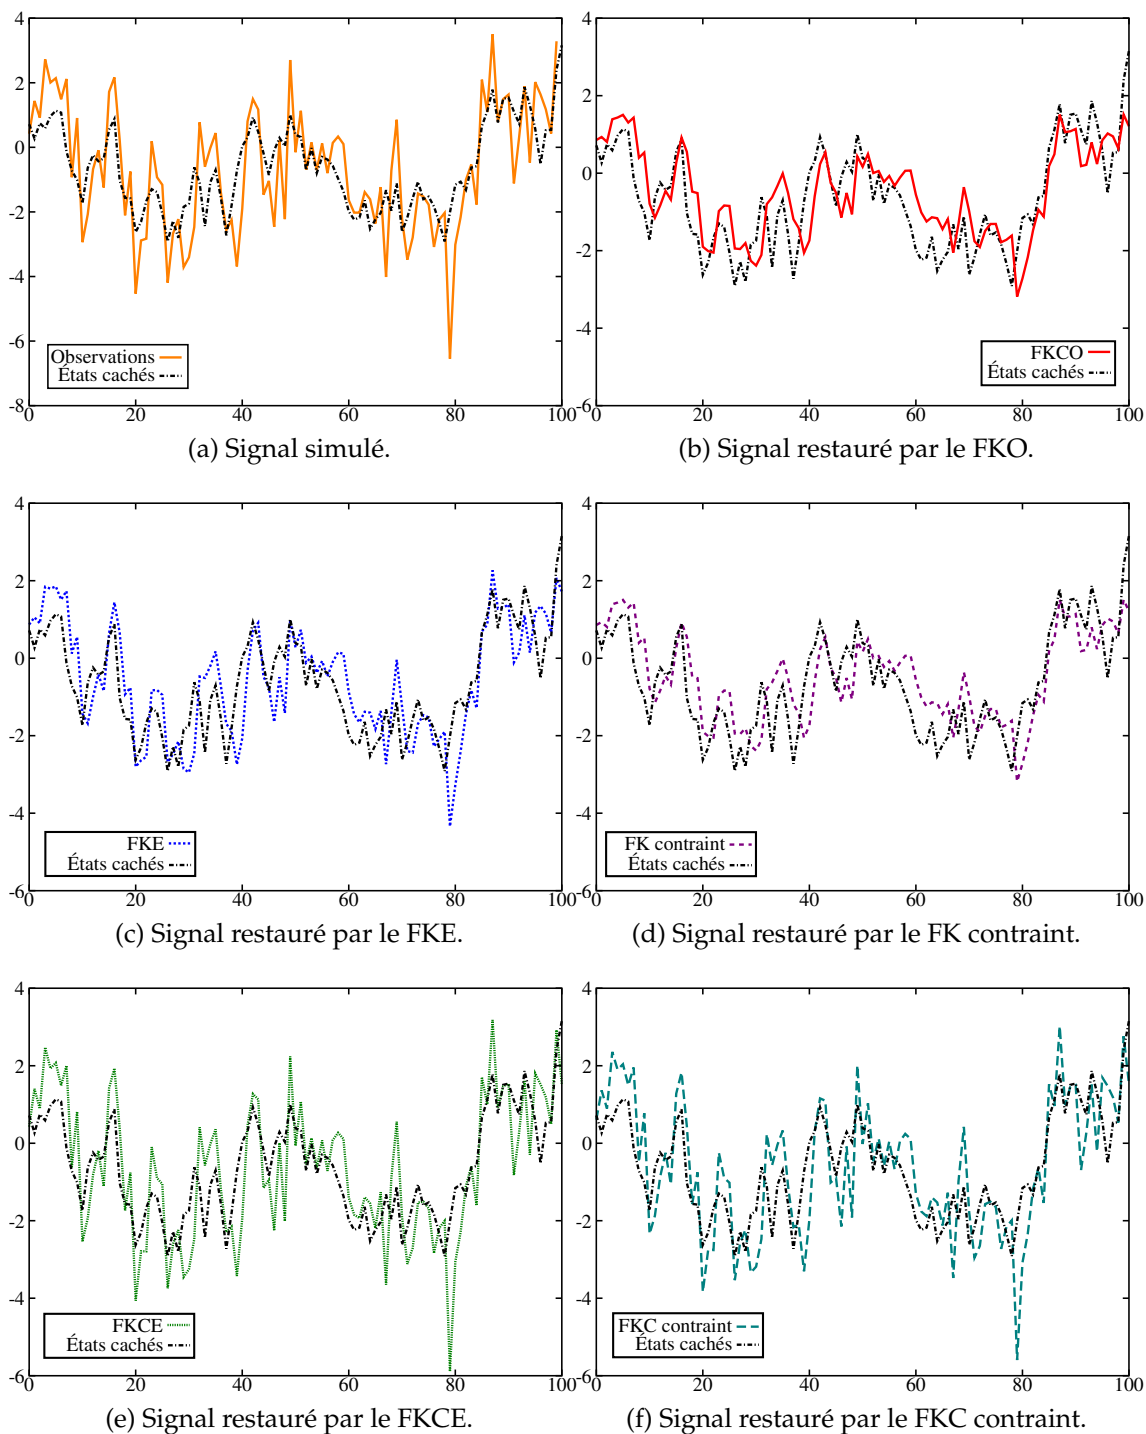 4
2
0
-2
-4
-6
-8
0 20 40 60 80 100
Observations
États cachés
(a) Signal simulé.
4
2
0
-2
-4
-6
0 20 40 60 80 100
FKCO
États cachés
(b) Signal restauré par le FKO.
4
2
0
-2
-4
-6
0 20 40 60 80 100
FKE
États cachés
(c) Signal restauré par le FKE.
4
2
0
-2
-4
-6
0 20 40 60 80 100
FK contraint
États cachés
(d) Signal restauré par le FK contraint.
4
2
0
-2
-4
-6
0 20 40 60 80 100
FKCE
États cachés
(e) Signal restauré par le FKCE.
4
2
0
-2
-4
-6
0 20 40 60 80 100
FKC contraint
États cachés
(f) Signal restauré par le FKC contraint.